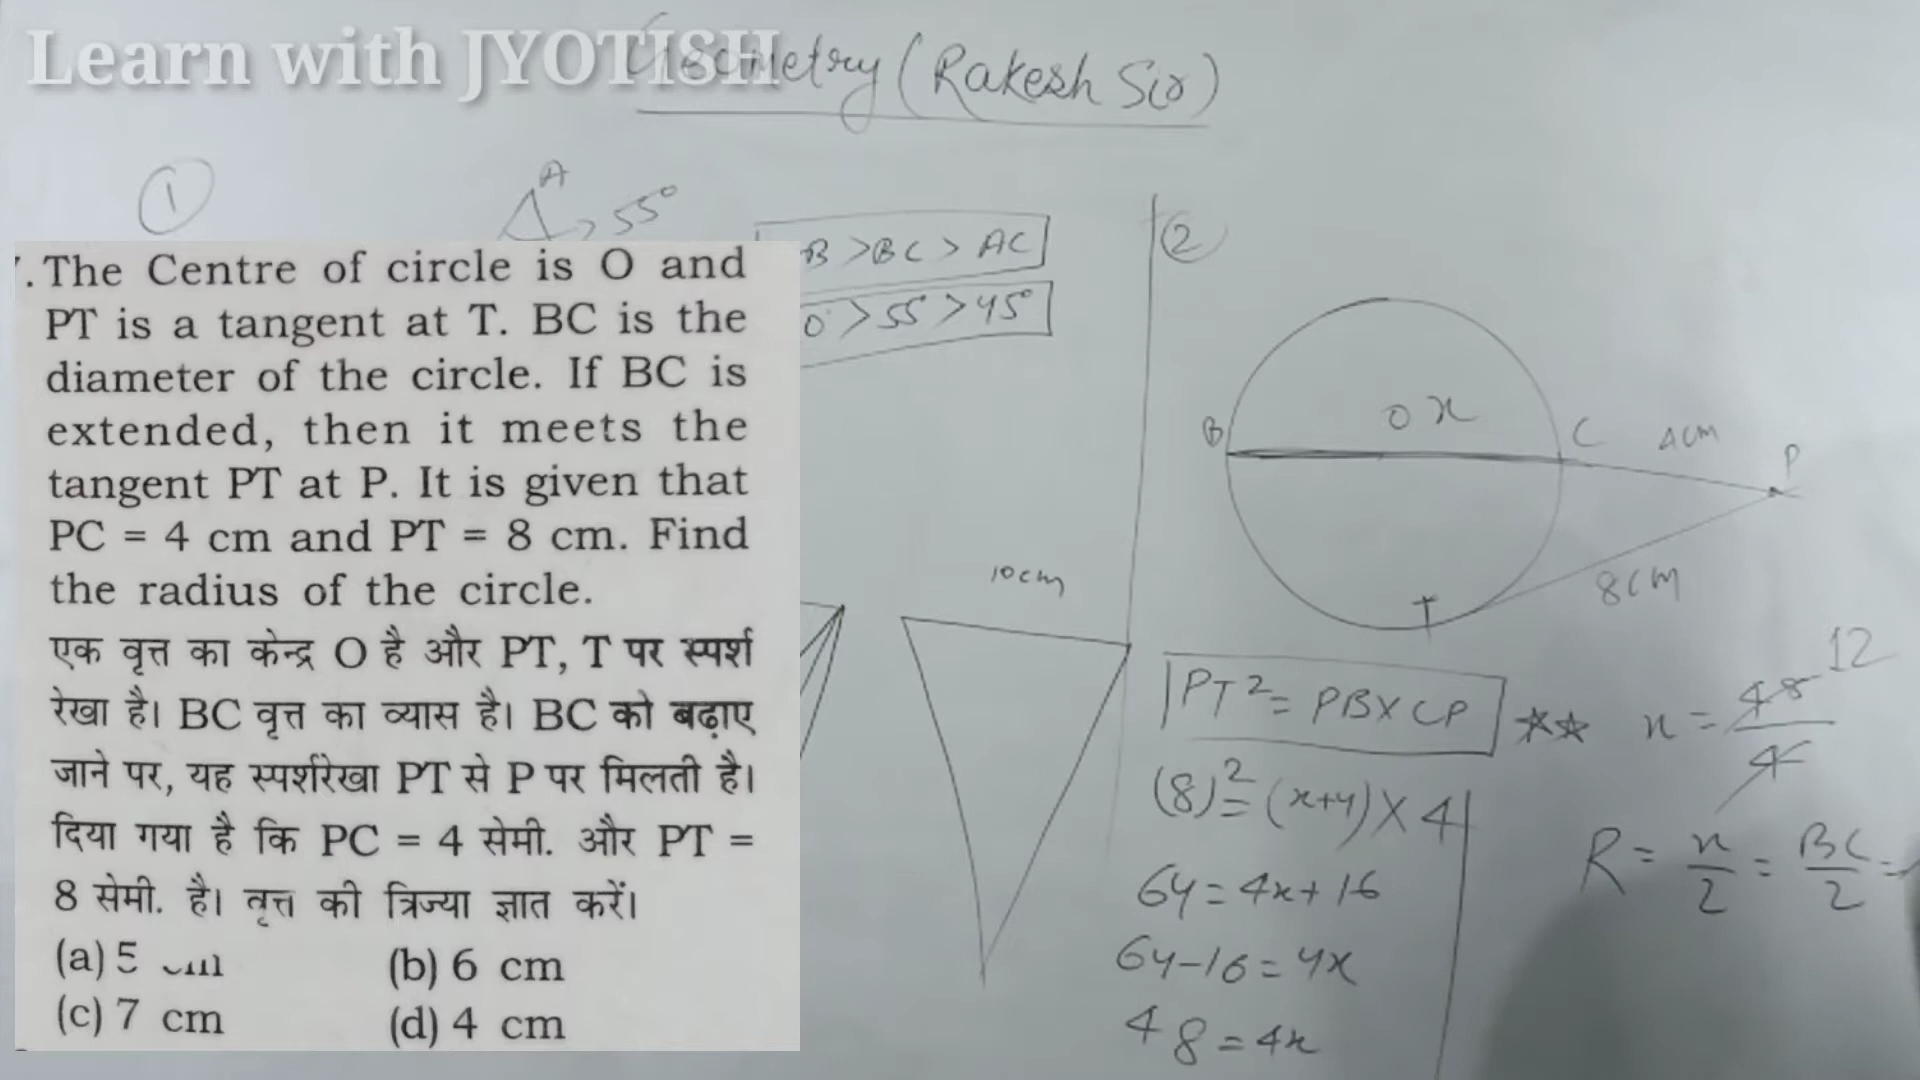 Learn with JYOTISH
Geometry (Rakesh Sir)
1
A
55°
B > BC > AC
0 > 55 > 45°
. The Centre of circle is O and
PT is a tangent at T. BC is the
diameter of the circle. If BC is
extended, then it meets the
tangent PT at P. It is given that
PC = 4 cm and PT = 8 cm. Find
the radius of the circle.
एक वृत्त का केन्द्र O है और PT, T पर स्पर्श
रेखा है। BC वृत्त का व्यास है। BC को बढ़ाए
जाने पर, यह स्पर्शरेखा PT से P पर मिलती है।
दिया गया है कि PC = 4 सेमी. और PT =
8 सेमी. है। वृत्त की त्रिज्या ज्ञात करें।
(a) 5 cm (b) 6 cm
(c) 7 cm (d) 4 cm
10cm
2
B O x C 4cm P
8cm
T
PT² = PB×CP ** x = 48/4 12
(8)² = (x+4)×4
64 = 4x+16
64-16 = 4x
48 = 4x
R = x/2 = BC/2 =